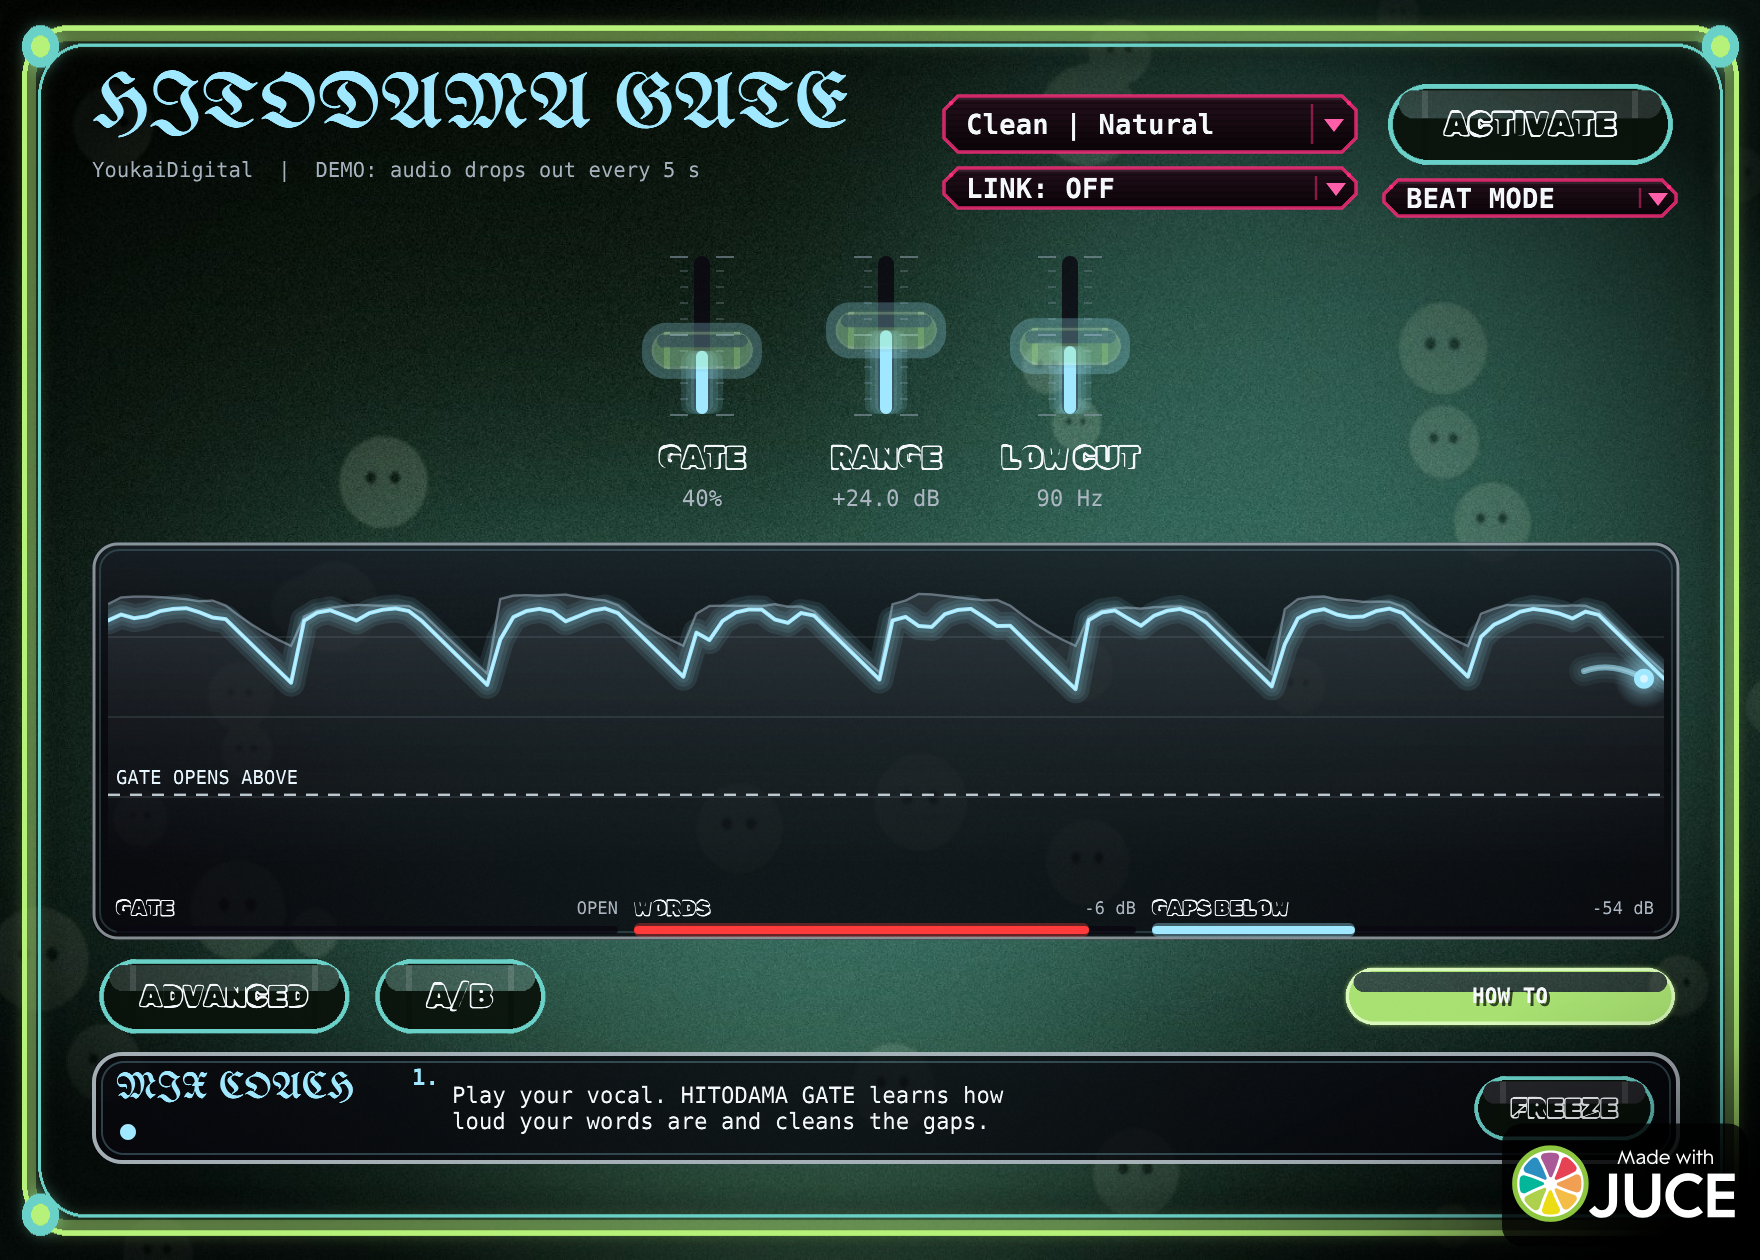 HITODAMA GATE
YoukaiDigital | DEMO: audio drops out every 5 s
Clean | Natural
ACTIVATE
LINK: OFF
BEAT MODE
GATE
RANGE
LOW CUT
40%
+24.0 dB
90 Hz
GATE OPENS ABOVE
GATE
OPEN
WORDS
-6 dB
GAPS BELOW
-54 dB
ADVANCED
A/B
HOW TO
MIX COACH
1.
Play your vocal. HITODAMA GATE learns how
loud your words are and cleans the gaps.
FREEZE
Made with
JUCE